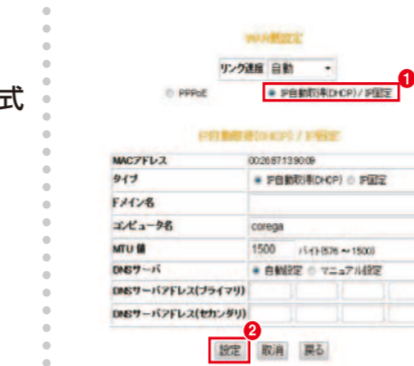 WAN側設定
リンク速度 自動
式
PPPoE IP自動取得(DHCP) / IP固定 1
IP自動取得(DHCP) / IP固定
MACアドレス 002687139009
タイプ IP自動取得(DHCP) IP固定
ドメイン名
コンピュータ名 corega
MTU 値 1500 バイト(576 ~ 1500)
DNSサーバ 自動設定 マニュアル設定
DNSサーバアドレス(プライマリ)
DNSサーバアドレス(セカンダリ)
2
設定 取消 戻る